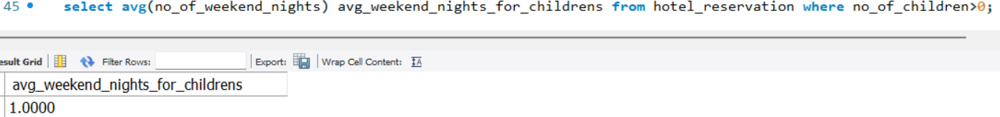 45 select avg(no_of_weekend_nights) avg_weekend_nights_for_childrens from hotel_reservation where no_of_children>0;
esult Grid Filter Rows: Export: Wrap Cell Content: IA
avg_weekend_nights_for_childrens
1.0000